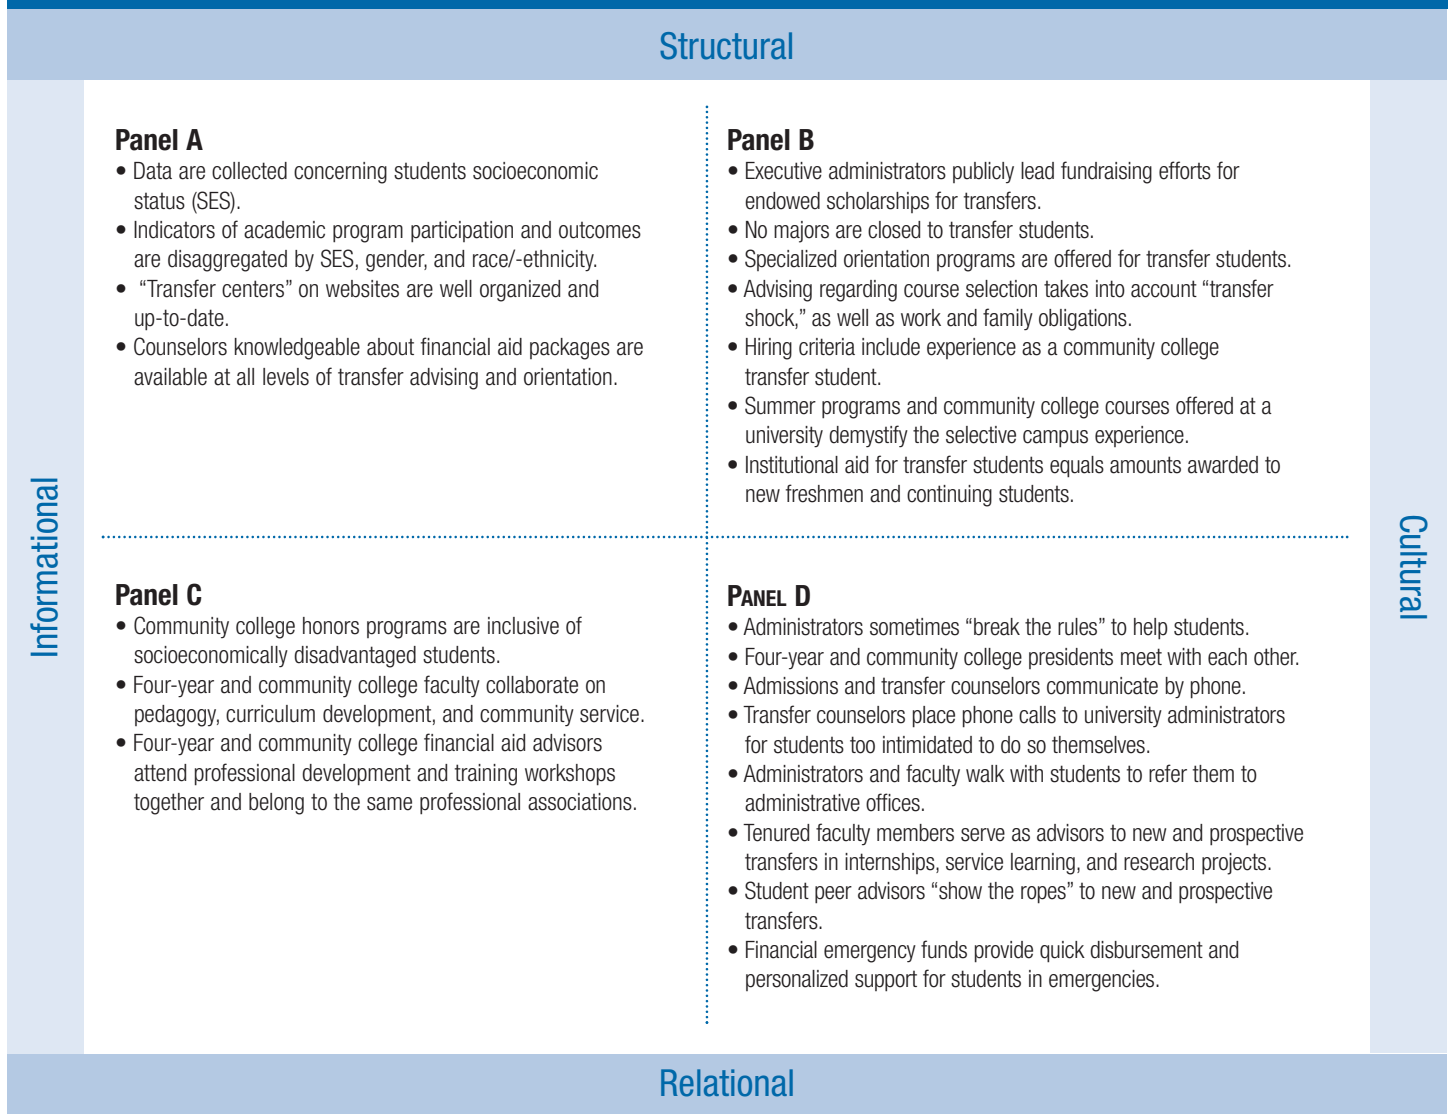 Structural
Informational
Panel A
• Data are collected concerning students socioeconomic
status (SES).
• Indicators of academic program participation and outcomes
are disaggregated by SES, gender, and race/-ethnicity.
• “Transfer centers” on websites are well organized and
up-to-date.
• Counselors knowledgeable about financial aid packages are
available at all levels of transfer advising and orientation.
Panel B
• Executive administrators publicly lead fundraising efforts for
endowed scholarships for transfers.
• No majors are closed to transfer students.
• Specialized orientation programs are offered for transfer students.
• Advising regarding course selection takes into account “transfer
shock,” as well as work and family obligations.
• Hiring criteria include experience as a community college
transfer student.
• Summer programs and community college courses offered at a
university demystify the selective campus experience.
• Institutional aid for transfer students equals amounts awarded to
new freshmen and continuing students.
Panel C
• Community college honors programs are inclusive of
socioeconomically disadvantaged students.
• Four-year and community college faculty collaborate on
pedagogy, curriculum development, and community service.
• Four-year and community college financial aid advisors
attend professional development and training workshops
together and belong to the same professional associations.
PANEL D
• Administrators sometimes “break the rules” to help students.
• Four-year and community college presidents meet with each other.
• Admissions and transfer counselors communicate by phone.
• Transfer counselors place phone calls to university administrators
for students too intimidated to do so themselves.
• Administrators and faculty walk with students to refer them to
administrative offices.
• Tenured faculty members serve as advisors to new and prospective
transfers in internships, service learning, and research projects.
• Student peer advisors “show the ropes” to new and prospective
transfers.
• Financial emergency funds provide quick disbursement and
personalized support for students in emergencies.
Cultural
Relational